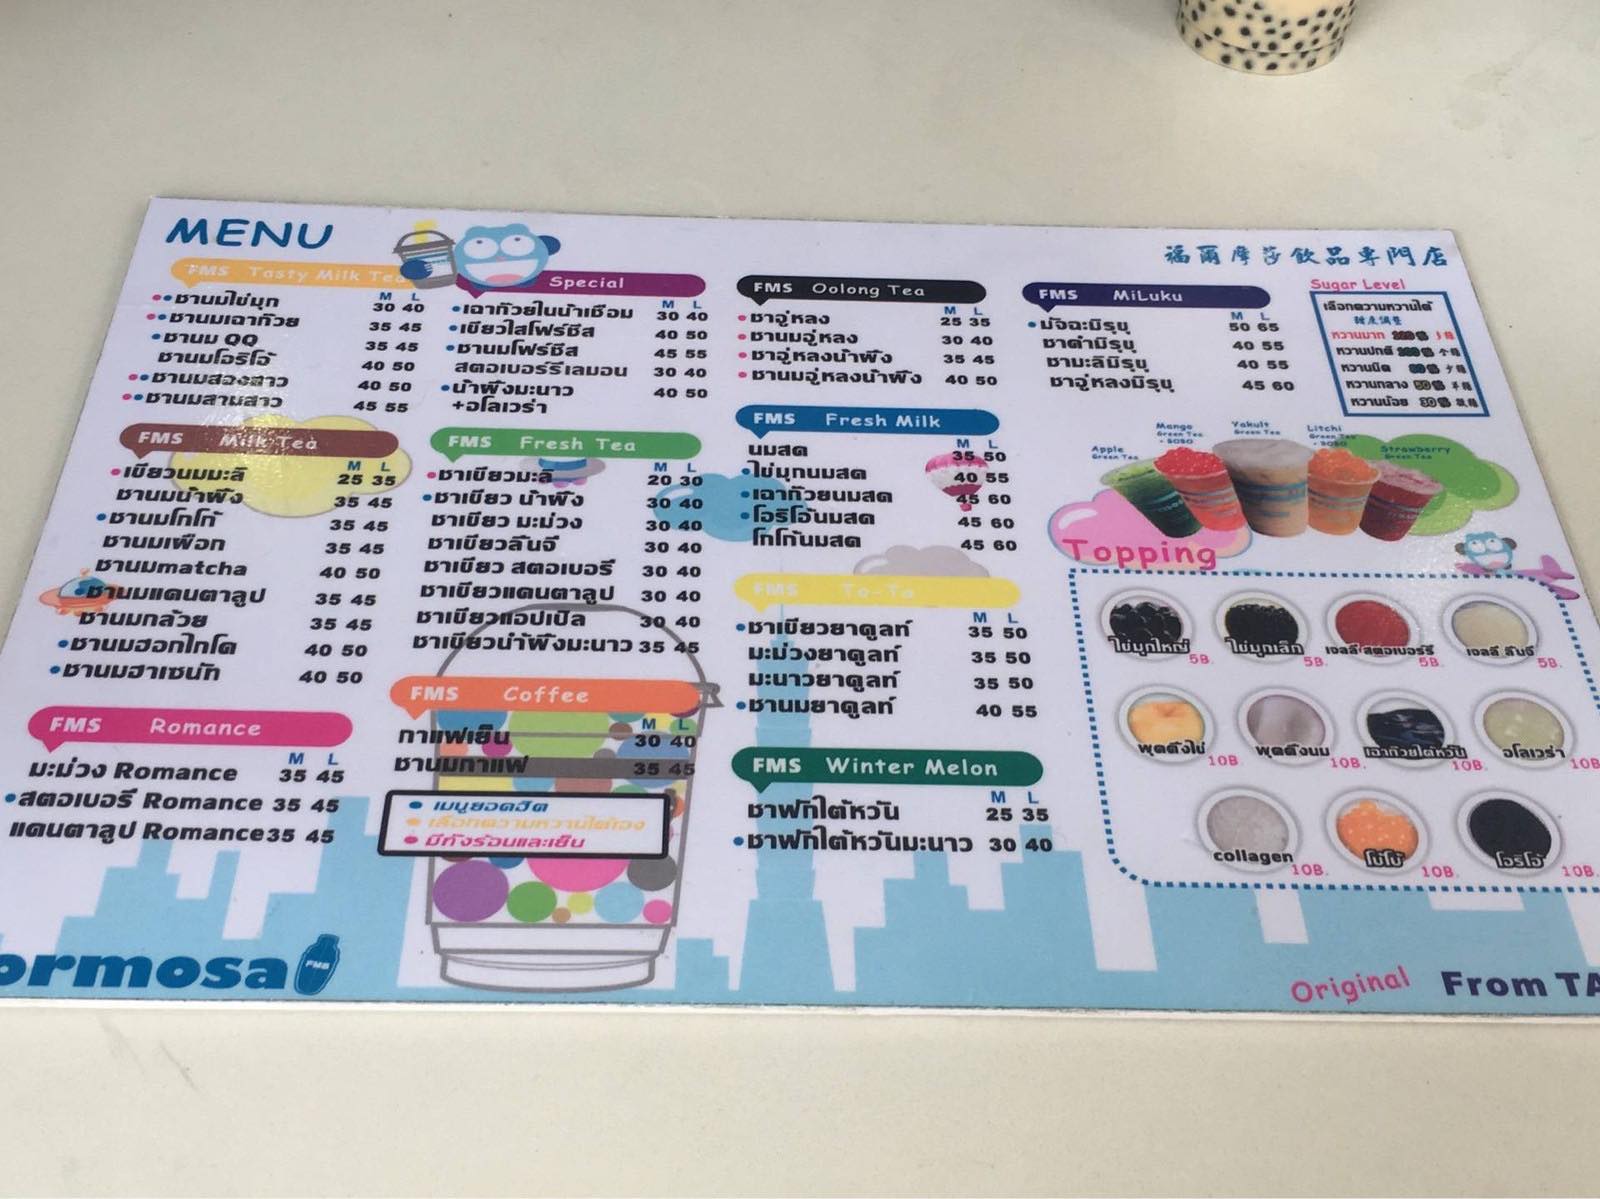 MENU
福爾摩莎飲品專門店
FMS Tasty Milk Tea
M L
ชานมไข่มุก 30 40
ชานมเฉาก๊วย 35 45
ชานม QQ 35 45
ชานมโอริโอ้ 40 50
ชานมสองสาว 40 50
ชานมสามสาว 45 55
Special
M L
เฉาก๊วยในน้ำเชื่อม 30 40
เขียวใสโฟร์ซีส 40 50
ชานมโฟร์ซีส 45 55
สตอเบอร์รี่เลมอน 30 40
น้ำผึ้งมะนาว 40 50
+อโลเวร่า
FMS Oolong Tea
M L
ชาอู่หลง 25 35
ชานมอู่หลง 30 40
ชาอู่หลงน้ำผึ้ง 35 45
ชานมอู่หลงน้ำผึ้ง 40 50
FMS MiLuku
M L
มัจฉะมิรุบุ 50 65
ชาดำมิรุบุ 40 55
ชามะลิมิรุบุ 40 55
ชาอู่หลงมิรุบุ 45 60
Sugar Level
เลือกความหวานได้
甜度調整
หวานมาก
หวานปกติ
หวานนิด
หวานกลาง 50
หวานน้อย 30
FMS Milk Tea
M L
เขียวนมมะลิ 25 35
ชานมน้ำผึ้ง 35 45
ชานมโกโก้ 35 45
ชานมเผือก 35 45
ชานมmatcha 40 50
ชานมแคนตาลูป 35 45
ชานมกล้วย 35 45
ชานมฮอกไกโด 40 50
ชานมฮาเซนัท 40 50
FMS Fresh Tea
M L
ชาเขียวมะลิ 20 30
ชาเขียว น้ำผึ้ง 30 40
ชาเขียว มะม่วง 30 40
ชาเขียวลิ้นจี่ 30 40
ชาเขียว สตอเบอรี่ 30 40
ชาเขียวแคนตาลูป 30 40
ชาเขียวแอปเปิล 30 40
ชาเขียวน้ำผึ้งมะนาว 35 45
FMS Fresh Milk
M L
นมสด 35 50
ไข่มุกนมสด 40 55
เฉาก๊วยนมสด 45 60
โอริโอ้นมสด 45 60
โกโก้นมสด 45 60
Apple
Green Tea
Mango
Green Tea
+ SOSO
Yakult
Green Tea
Litchi
Green Tea
+ SOSO
Strawberry
Green Tea
FMS To-To
M L
ชาเขียวยาคูลท์ 35 50
มะม่วงยาคูลท์ 35 50
มะนาวยาคูลท์ 35 50
ชานมยาคูลท์ 40 55
Topping
ไข่มุกใหญ่ 5B.
ไข่มุกเล็ก 5B.
เจลลี่ สตอเบอร์รี่ 5B.
เจลลี่ ลิ้นจี่ 5B.
พุดดิ้งไข่ 10B.
พุดดิ้งนม 10B.
เฉาก๊วยไต้หวัน 10B.
อโลเวร่า 10B
collagen 10B.
โบ้โบ้ 10B.
โอริโอ้ 10B.
FMS Romance
M L
มะม่วง Romance 35 45
สตอเบอรี่ Romance 35 45
แคนตาลูป Romance 35 45
FMS Coffee
M L
กาแฟเย็น 30 40
ชานมกาแฟ 35 45
เมนูยอดฮิต
เลือกความหวานได้เอง
มีทั้งร้อนและเย็น
FMS Winter Melon
M L
ชาฟักไต้หวัน 25 35
ชาฟักไต้หวันมะนาว 30 40
ormosa
FMS
Original From TA